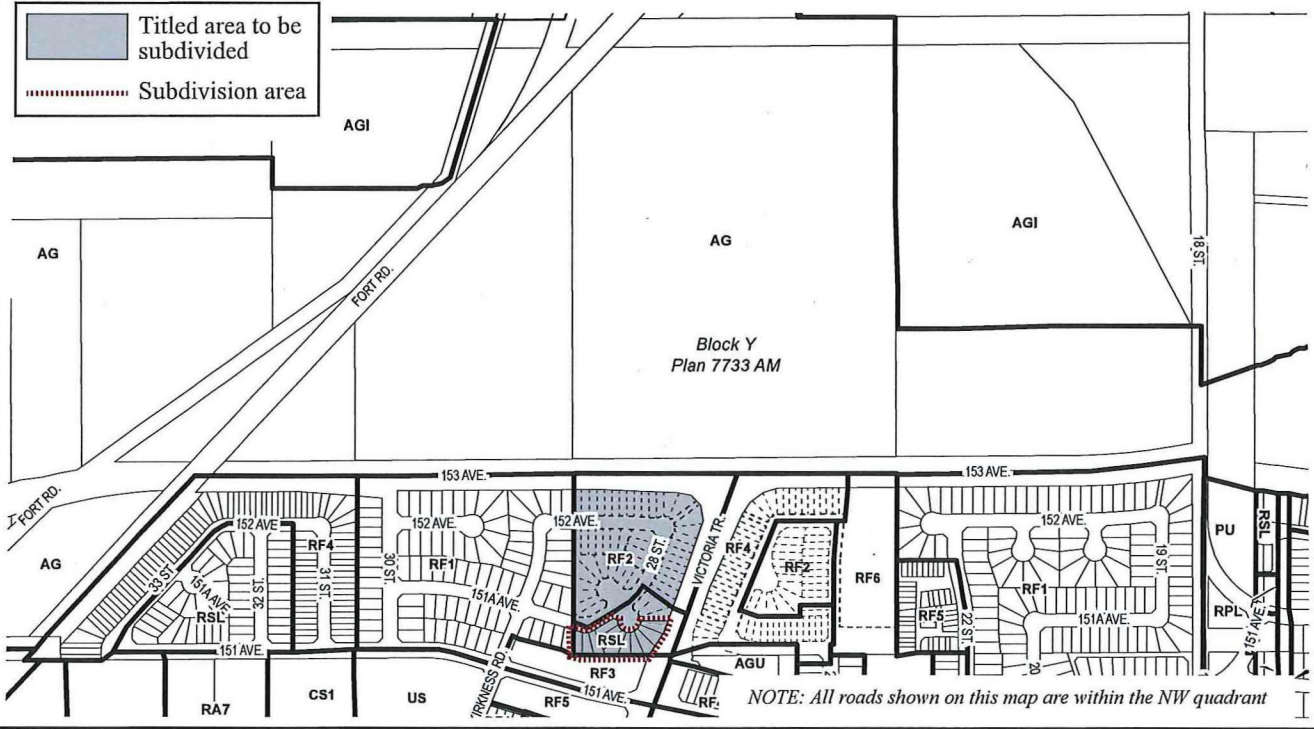 Titled area to be
subdivided
Subdivision area
AGI
AG
FORT RD.
AG
AGI
18 ST.
Block Y
Plan 7733 AM
153 AVE.
153 AVE.
FORT RD.
AG
33 ST.
152 AVE
RF4
151A AVE
RSL
32 ST.
31 ST.
151 AVE.
30 ST.
152 AVE.
RF1
151A AVE.
152 AVE.
RF2
28 ST.
VICTORIA TR.
RSL
RF3
RF4
RF2
RF6
AGU
RF5
22 ST.
152 AVE.
RF1
151A AVE.
19 ST.
20
PU
RSL
RPL
151 AVE
RA7
CS1
US
IRKNESS RD.
RF5
151 AVE.
RF
NOTE: All roads shown on this map are within the NW quadrant